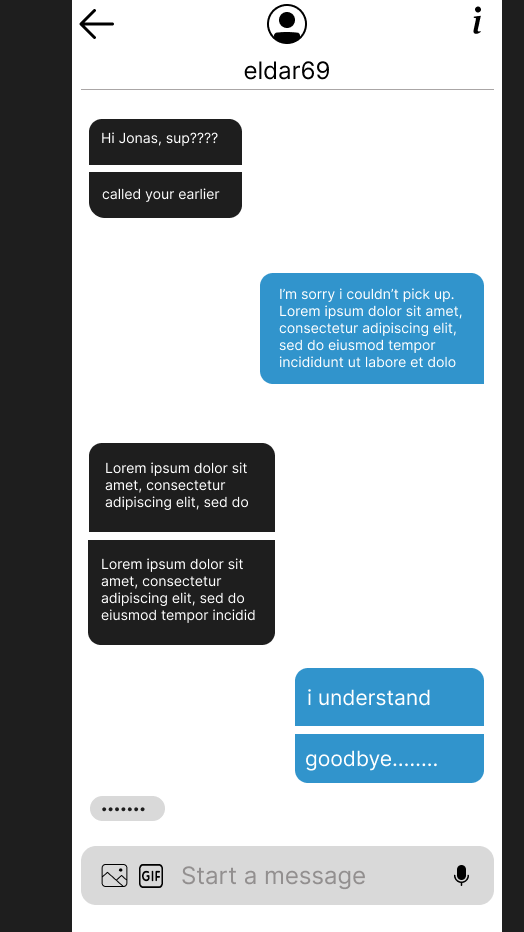 i
eldar69
Hi Jonas, sup????
called your earlier
I'm sorry i couldn't pick up.
Lorem ipsum dolor sit amet,
consectetur adipiscing elit,
sed do eiusmod tempor
incididunt ut labore et dolo
Lorem ipsum dolor sit
amet, consectetur
adipiscing elit, sed do
Lorem ipsum dolor sit
amet, consectetur
adipiscing elit, sed do
eiusmod tempor incidid
i understand
goodbye........
GIF
Start a message